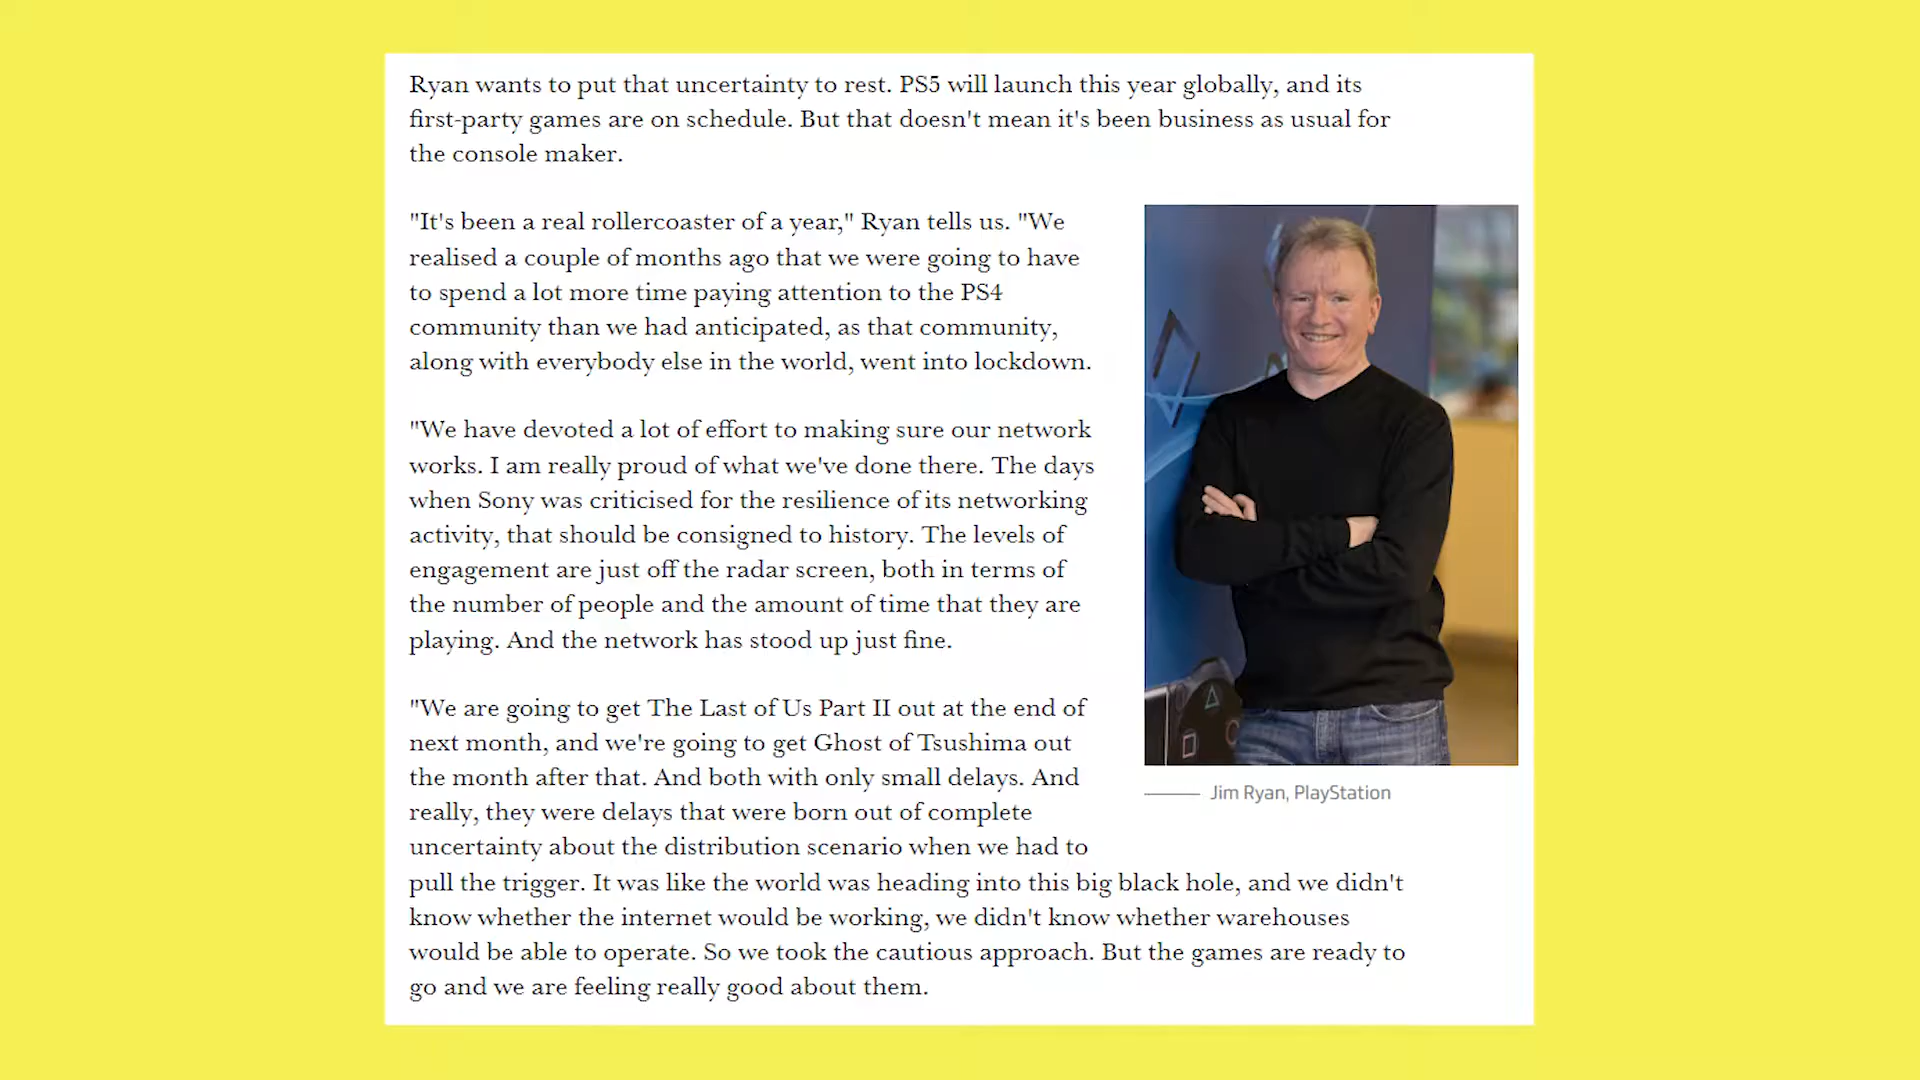 Ryan wants to put that uncertainty to rest. PS5 will launch this year globally, and its
first-party games are on schedule. But that doesn't mean it's been business as usual for
the console maker.
"It's been a real rollercoaster of a year," Ryan tells us. "We
realised a couple of months ago that we were going to have
to spend a lot more time paying attention to the PS4
community than we had anticipated, as that community,
along with everybody else in the world, went into lockdown.
"We have devoted a lot of effort to making sure our network
works. I am really proud of what we've done there. The days
when Sony was criticised for the resilience of its networking
activity, that should be consigned to history. The levels of
engagement are just off the radar screen, both in terms of
the number of people and the amount of time that they are
playing. And the network has stood up just fine.
"We are going to get The Last of Us Part II out at the end of
next month, and we're going to get Ghost of Tsushima out
the month after that. And both with only small delays. And
really, they were delays that were born out of complete
uncertainty about the distribution scenario when we had to
pull the trigger. It was like the world was heading into this big black hole, and we didn't
know whether the internet would be working, we didn't know whether warehouses
would be able to operate. So we took the cautious approach. But the games are ready to
go and we are feeling really good about them.
Jim Ryan, PlayStation